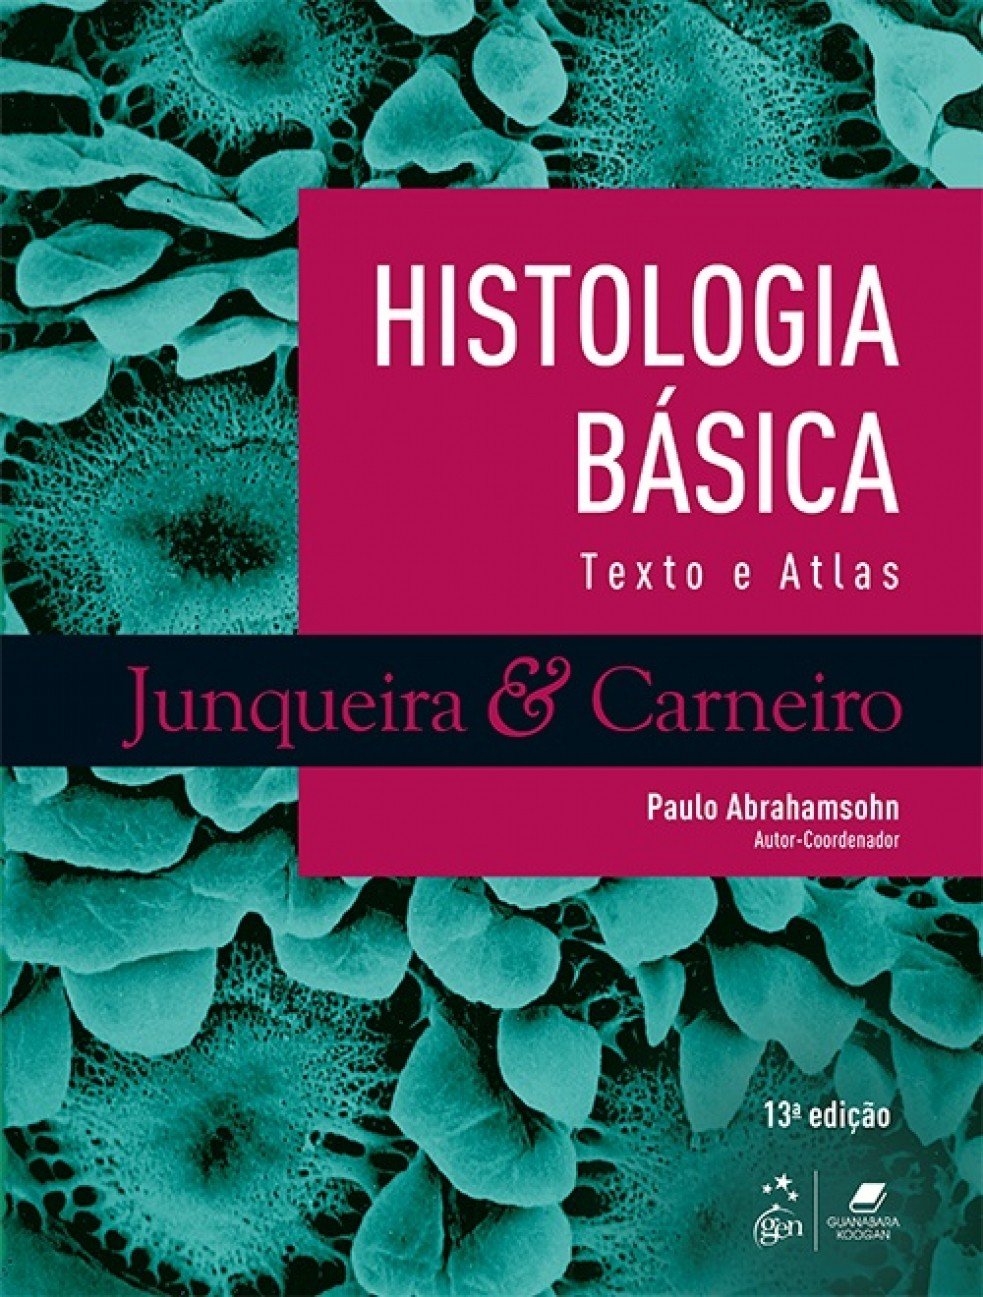 HISTOLOGIA
BÁSICA
Texto e Atlas
Junqueira & Carneiro
Paulo Abrahamsohn
Autor-Coordenador
13ª edição
gen
GUANABARA
KOOGAN